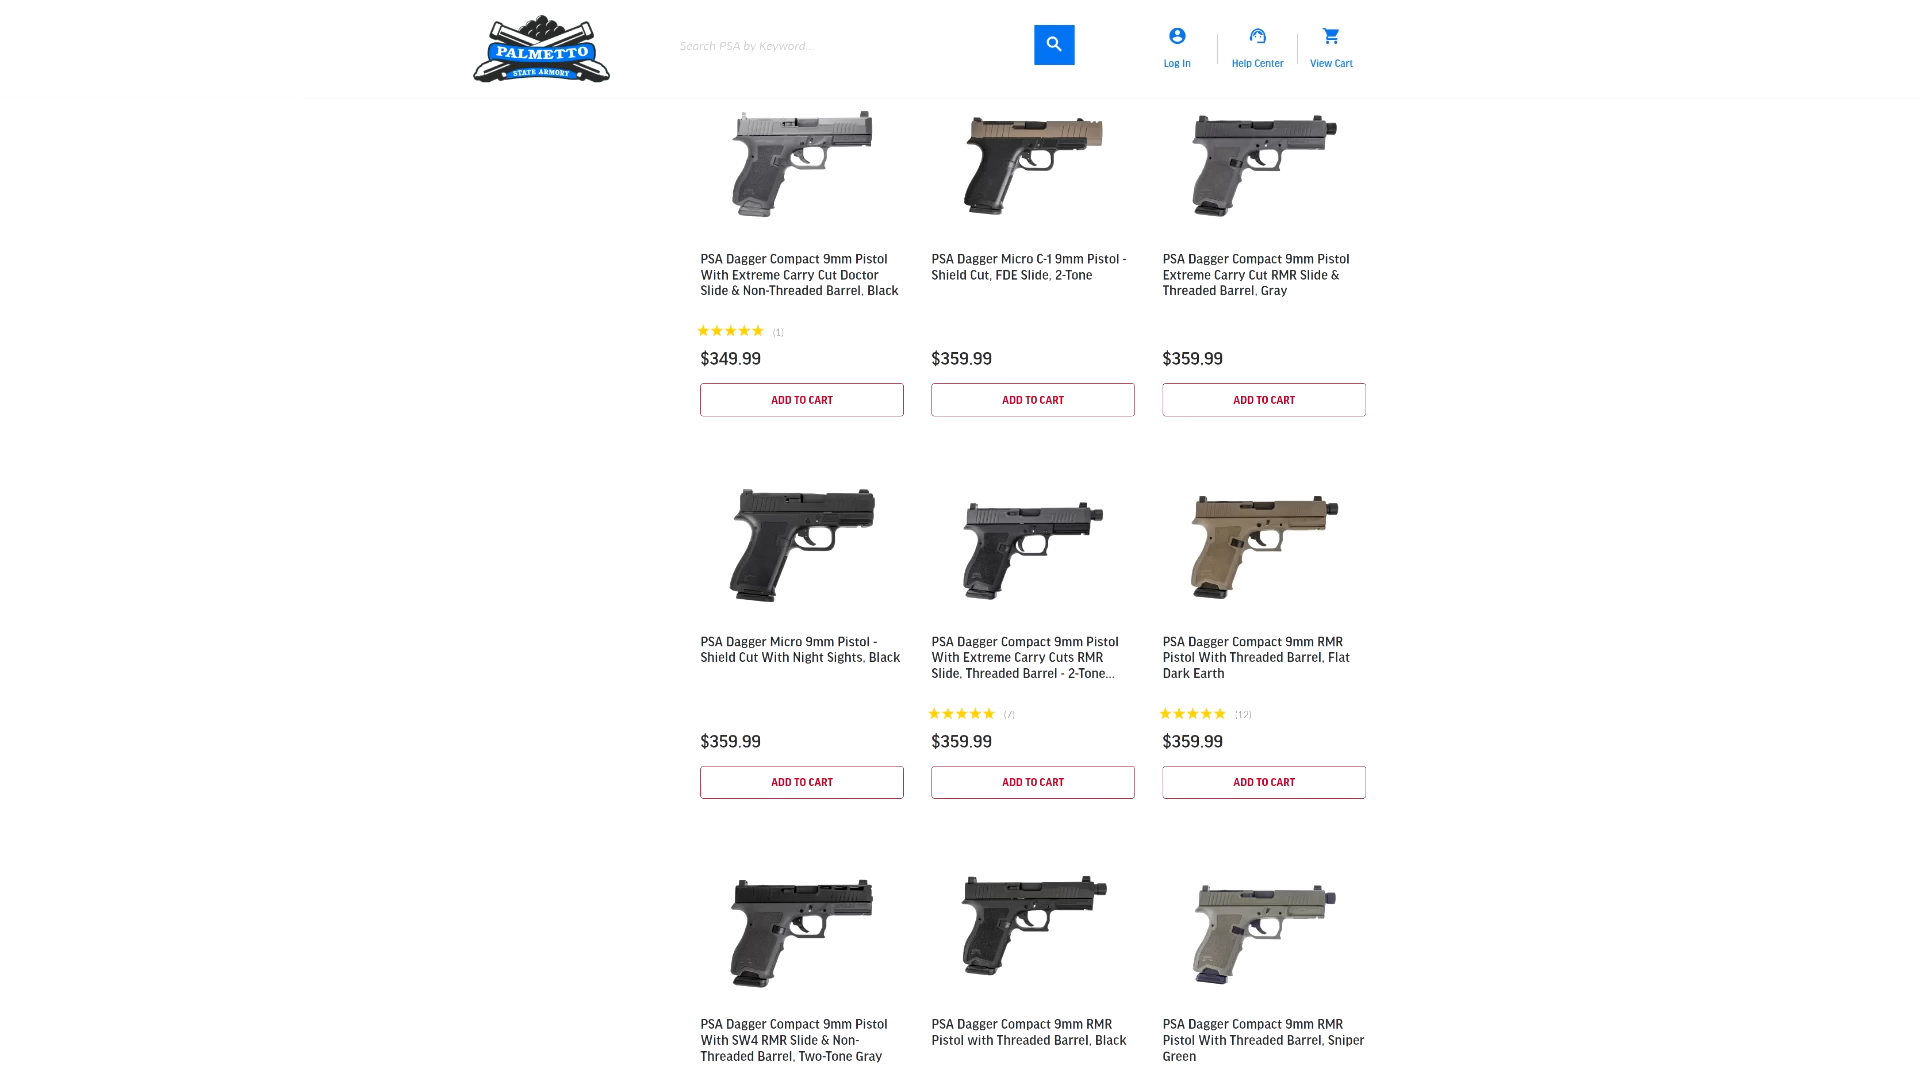 PALMETTO
STATE ARMORY
Search PSA by Keyword...
Log In
Help Center
View Cart
PSA Dagger Compact 9mm Pistol
With Extreme Carry Cut Doctor
Slide & Non-Threaded Barrel, Black
(1)
$349.99
ADD TO CART
PSA Dagger Micro C-1 9mm Pistol -
Shield Cut, FDE Slide, 2-Tone
$359.99
ADD TO CART
PSA Dagger Compact 9mm Pistol
Extreme Carry Cut RMR Slide &
Threaded Barrel, Gray
$359.99
ADD TO CART
PSA Dagger Micro 9mm Pistol -
Shield Cut With Night Sights, Black
$359.99
ADD TO CART
PSA Dagger Compact 9mm Pistol
With Extreme Carry Cuts RMR
Slide, Threaded Barrel - 2-Tone...
(7)
$359.99
ADD TO CART
PSA Dagger Compact 9mm RMR
Pistol With Threaded Barrel, Flat
Dark Earth
(12)
$359.99
ADD TO CART
PSA Dagger Compact 9mm Pistol
With SW4 RMR Slide & Non-
Threaded Barrel, Two-Tone Gray
PSA Dagger Compact 9mm RMR
Pistol with Threaded Barrel, Black
PSA Dagger Compact 9mm RMR
Pistol With Threaded Barrel, Sniper
Green